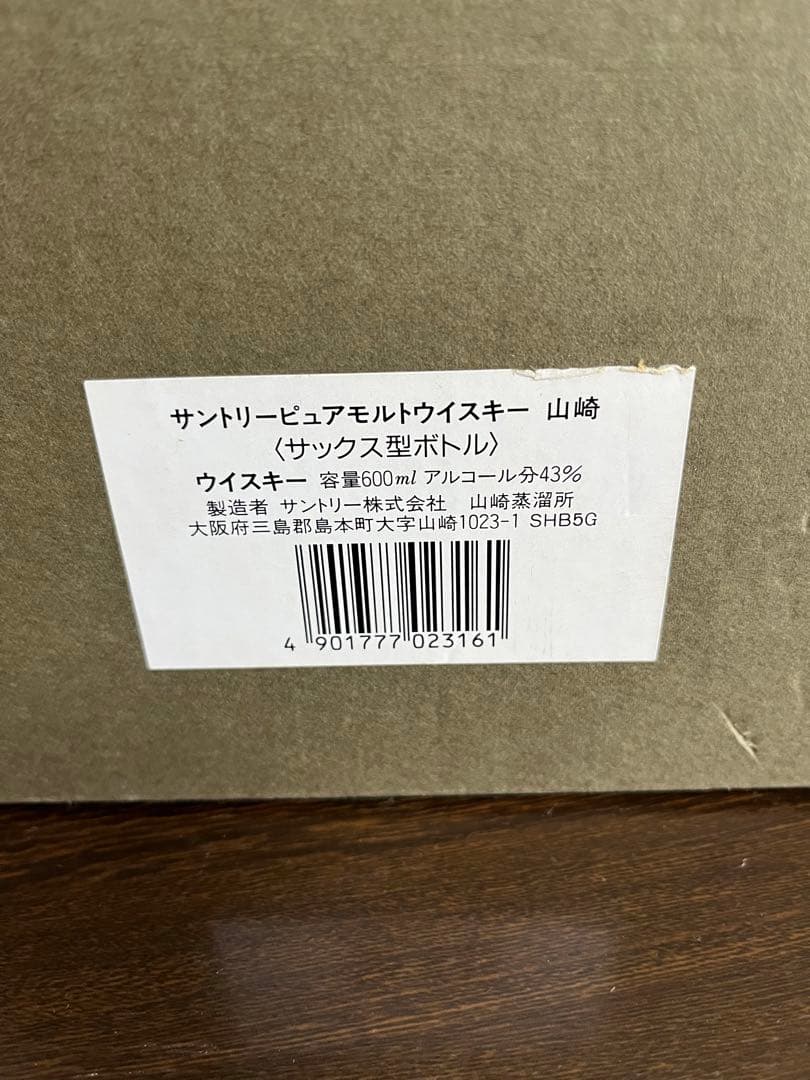 サントリーピュアモルトウイスキー 山崎
〈サックス型ボトル〉
ウイスキー 容量600ml アルコール分43%
製造者 サントリー株式会社 山崎蒸溜所
大阪府三島郡島本町大字山崎1023-1 SHB5G
4 901777 023161